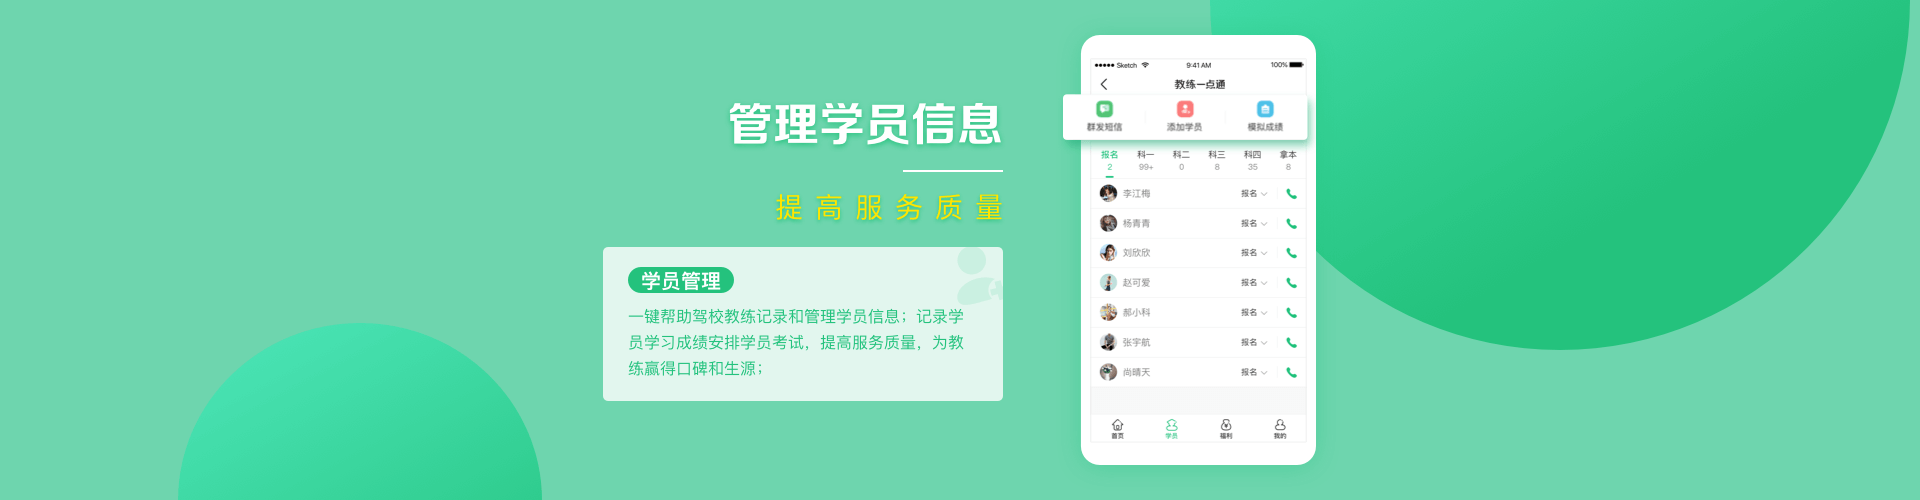 管理学员信息
提高服务质量
学员管理
一键帮助驾校教练记录和管理学员信息；记录学
员学习成绩安排学员考试，提高服务质量，为教
练赢得口碑和生源；
Sketch 9:41 AM 100%
教练一点通
群发短信 添加学员 模拟成绩
报名 科一 科二 科三 科四 拿本
2 99+ 0 8 35 8
李江梅 报名
杨青青 报名
刘欣欣 报名
赵可爱 报名
郝小科 报名
张宇航 报名
尚晴天 报名
首页 学员 福利 我的